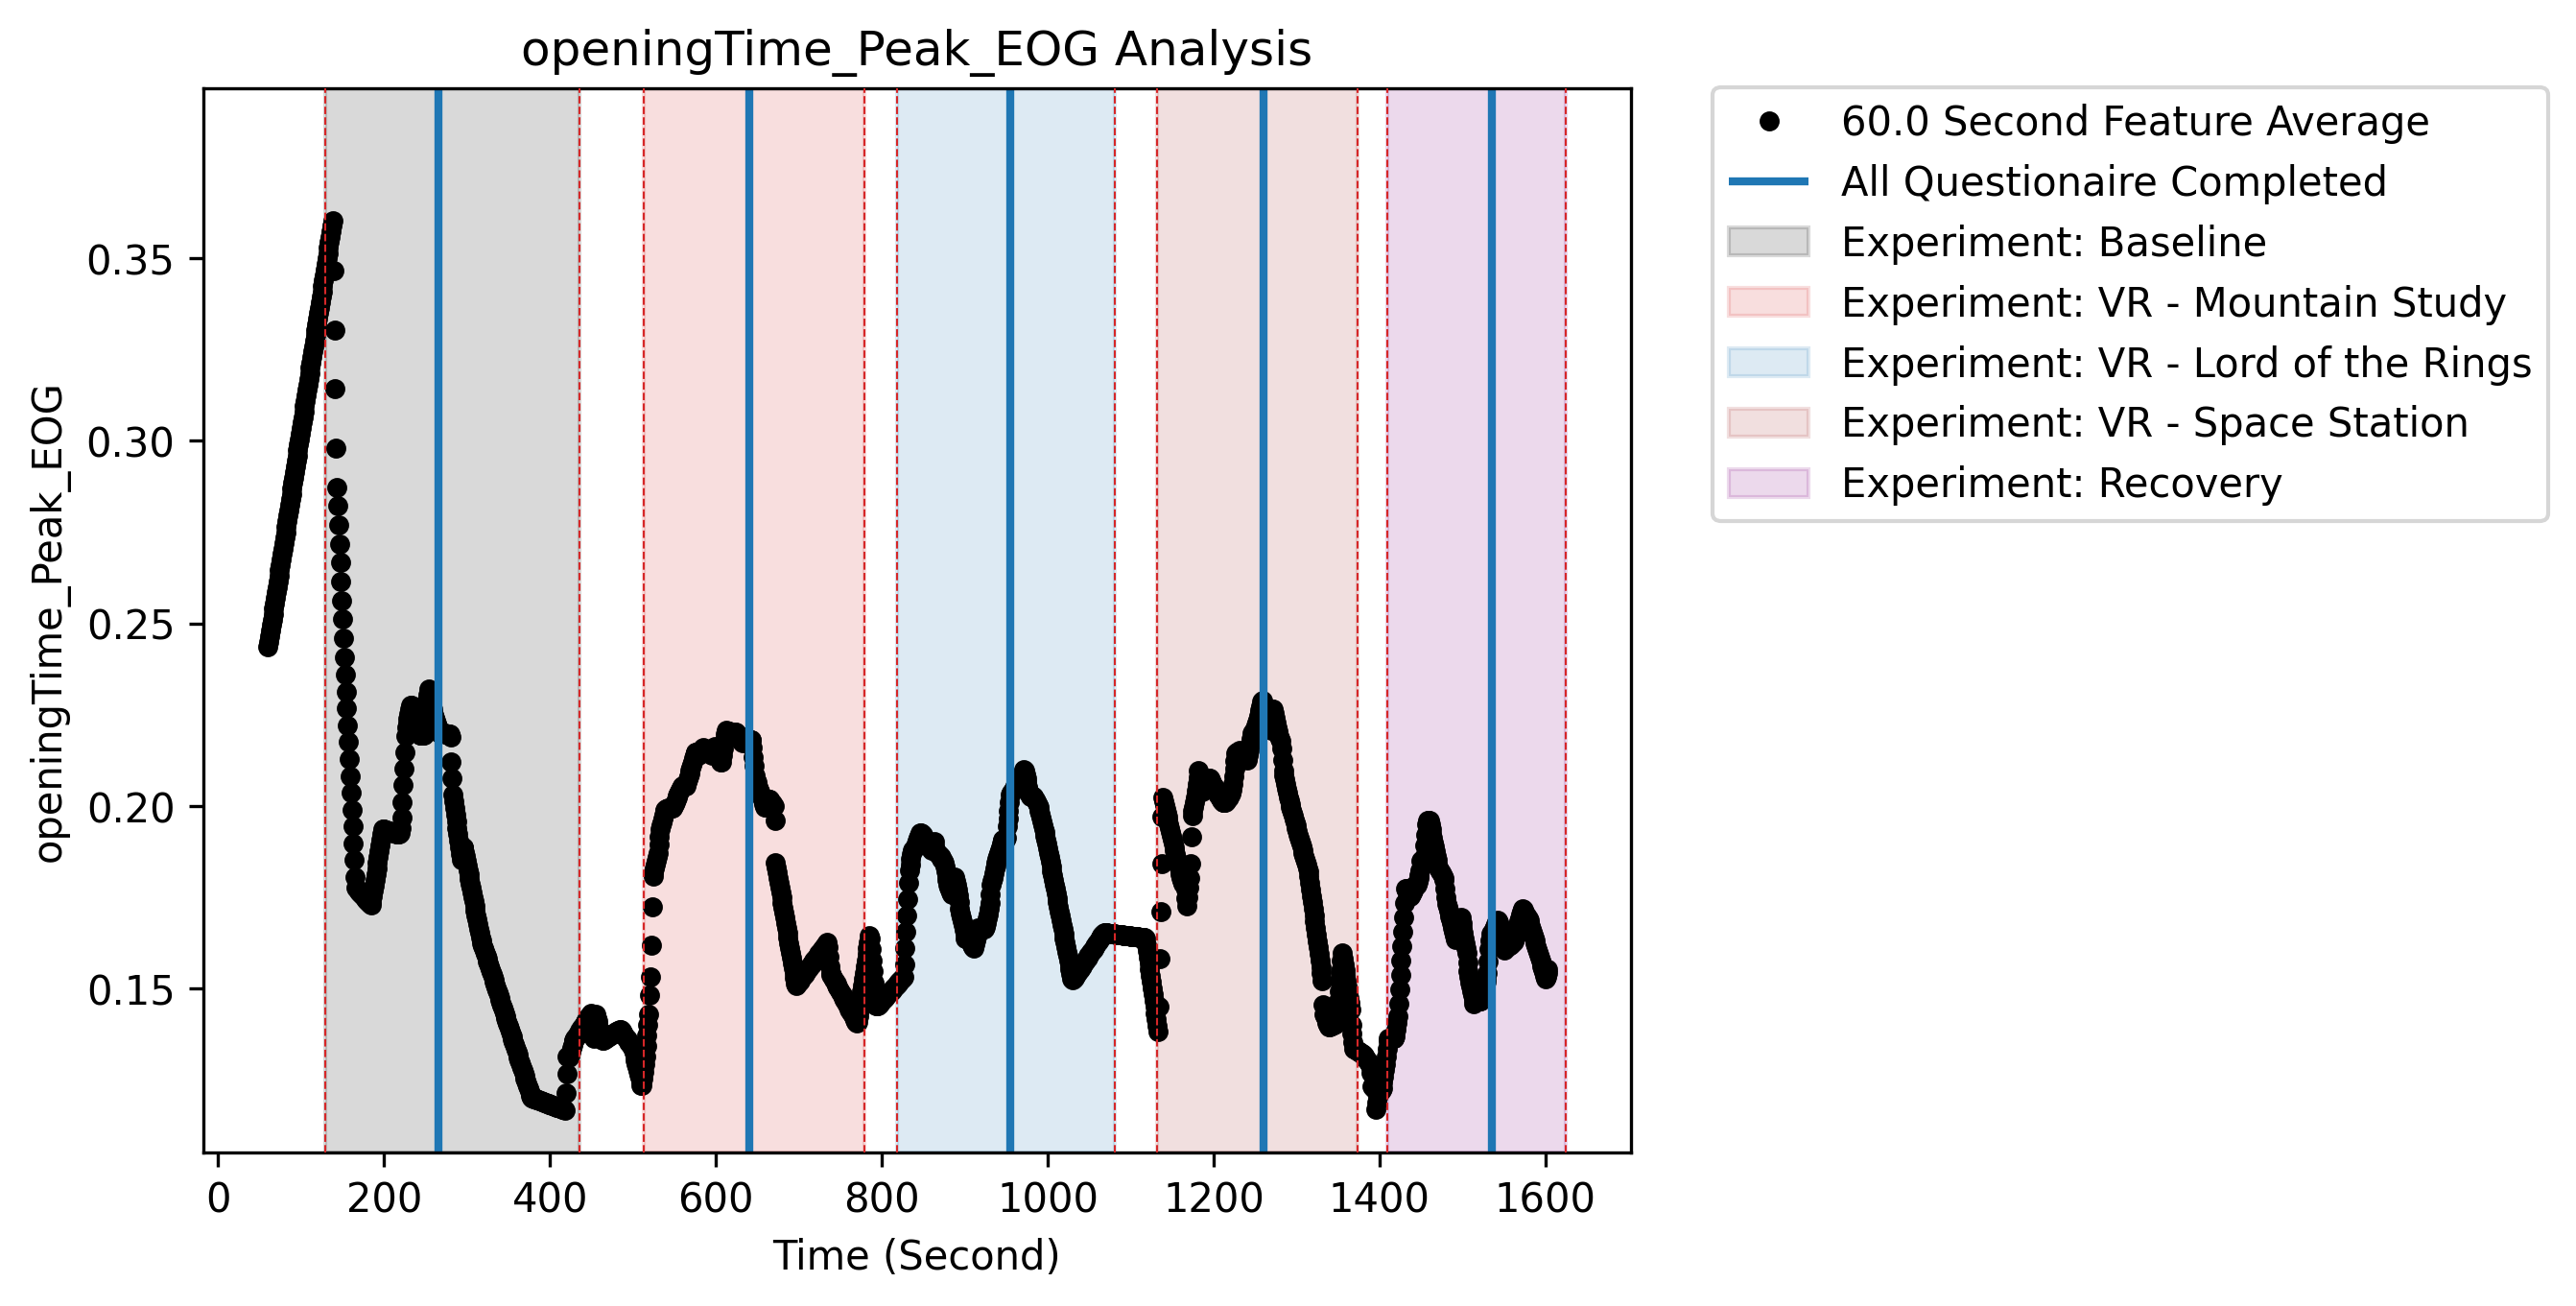 openingTime_Peak_EOG Analysis
openingTime_Peak_EOG
0.35
0.30
0.25
0.20
0.15
0 200 400 600 800 1000 1200 1400 1600
Time (Second)
60.0 Second Feature Average
All Questionaire Completed
Experiment: Baseline
Experiment: VR - Mountain Study
Experiment: VR - Lord of the Rings
Experiment: VR - Space Station
Experiment: Recovery